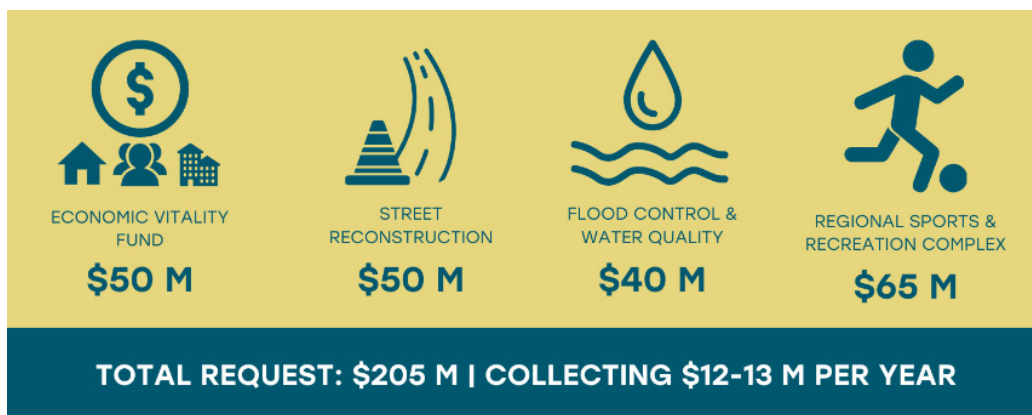 $
ECONOMIC VITALITY
FUND
$50 M
STREET
RECONSTRUCTION
$50 M
FLOOD CONTROL &
WATER QUALITY
$40 M
REGIONAL SPORTS &
RECREATION COMPLEX
$65 M
TOTAL REQUEST: $205 M | COLLECTING $12-13 M PER YEAR